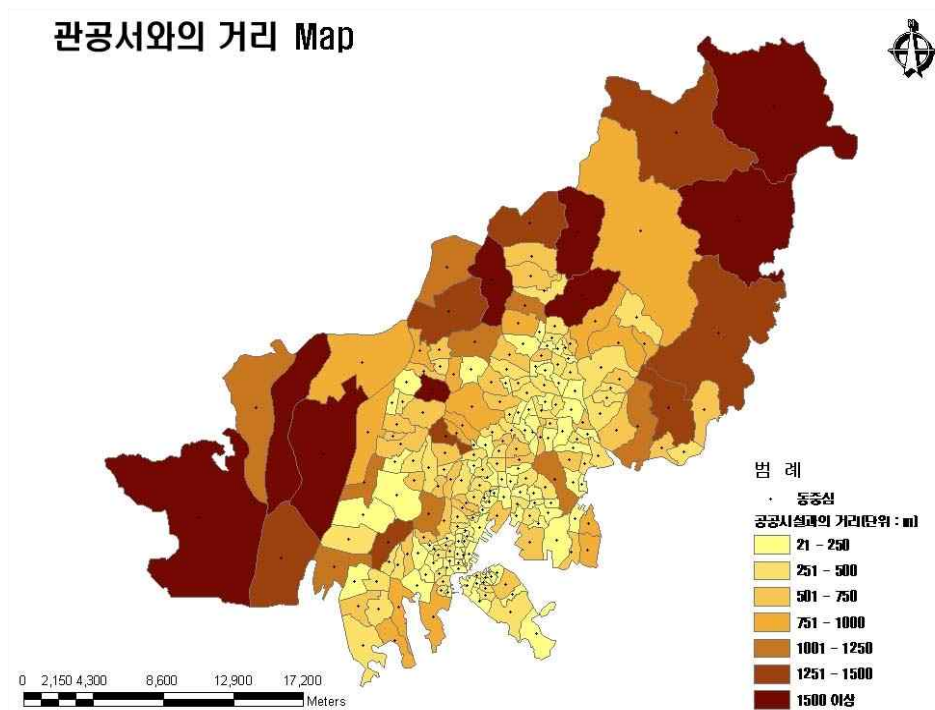 관공서와의 거리 Map
N
범 례
동중심
공공시설과의 거리(단위 : m)
21 - 250
251 - 500
501 - 750
751 - 1000
1001 - 1250
1251 - 1500
1500 이상
0 2,150 4,300 8,600 12,900 17,200
Meters